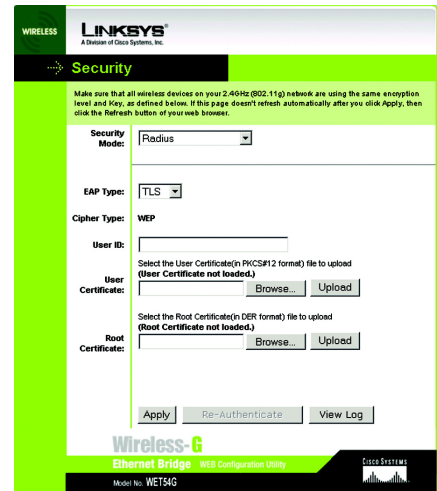 WIRELESS
LINKSYS®
A Division of Cisco Systems, Inc.
Security
Make sure that all wireless devices on your 2.4GHz (802.11g) network are using the same encryption
level and Key, as defined below. If this page doesn't refresh automatically after you click Apply, then
click the Refresh button of your web browser.
Security
Mode:
Radius
EAP Type:
TLS
Cipher Type:
WEP
User ID:
Select the User Certificate(in PKCS#12 format) file to upload
(User Certificate not loaded.)
User
Certificate:
Browse...
Upload
Select the Root Certificate(in DER format) file to upload
(Root Certificate not loaded.)
Root
Certificate:
Browse...
Upload
Apply
Re-Authenticate
View Log
Wireless-G
Ethernet Bridge WEB Configuration Utility
Model No. WET54G
CISCO SYSTEMS